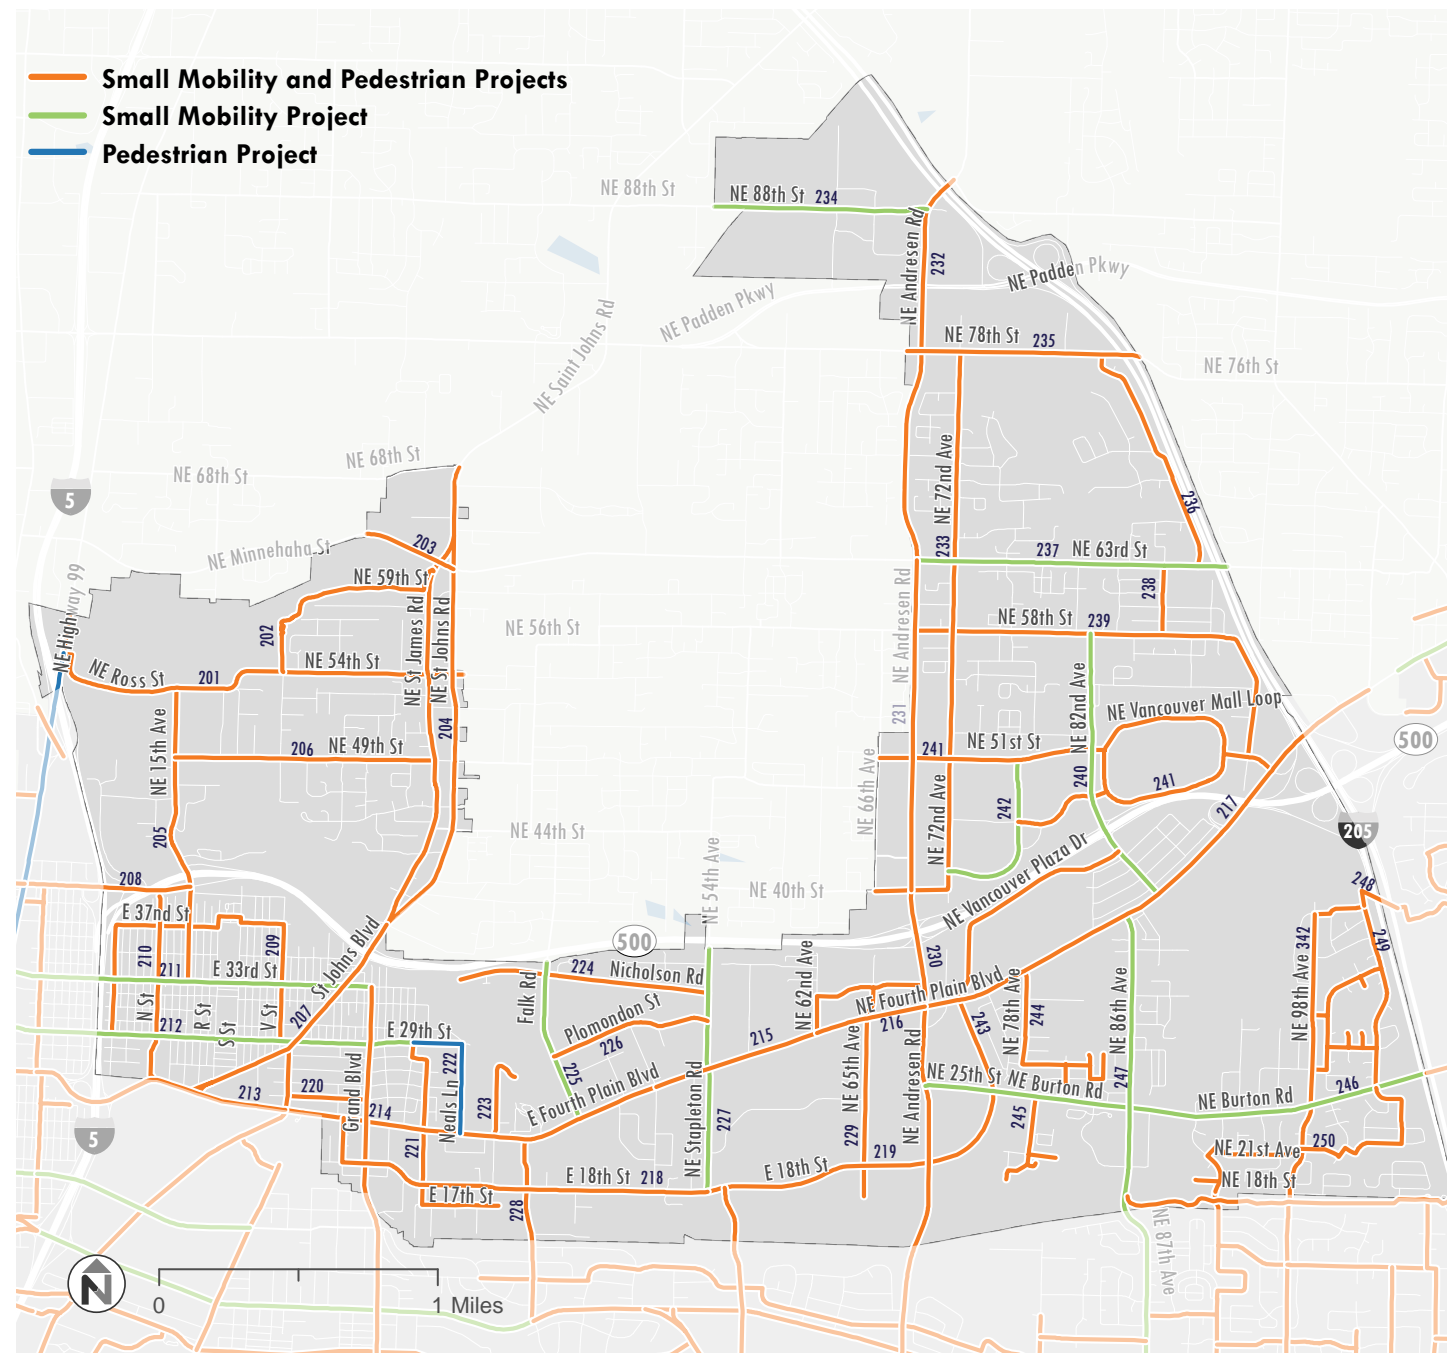 Small Mobility and Pedestrian Projects
Small Mobility Project
Pedestrian Project
NE 88th St
NE 88th St 234
NE Andresen Rd
232
NE Padden Pkwy
NE Padden Pkwy
NE Saint Johns Rd
NE 78th St 235
NE 76th St
NE 68th St
NE 68th St
5
NE 72nd Ave
236
NE Minnehaha St
203
233
237 NE 63rd St
NE Highway 99
NE 59th St
NE Andresen Rd
238
202
NE St James Rd
NE St Johns Rd
NE 56th St
NE 58th St 239
NE Ross St
201
NE 54th St
231
NE 82nd Ave
NE Vancouver Mall Loop
NE 15th Ave
206 NE 49th St
204
241 NE 51st St
500
NE 66th Ave
NE 72nd Ave
240
241
242
217
205
NE 44th St
205
208
NE 54th Ave
NE 40th St
NE Vancouver Plaza Dr
248
E 37nd St
210
209
St Johns Blvd
500
230
NE 98th Ave 342
249
211 E 33rd St
224 Nicholson Rd
NE 62nd Ave
N St
R St
S St
V St
207
Falk Rd
Plomondon St
226
NE Fourth Plain Blvd
216
243
NE 78th Ave
244
NE 86th Ave
212
E 29th St
215
Grand Blvd
222
Neals Ln
225
E Fourth Plain Blvd
NE 65th Ave
NE Andresen Rd
NE 25th St NE Burton Rd
247
NE Burton Rd
246
213
220
214
223
NE Stapleton Rd
227
229
245
5
221
E 18th St 218
E 18th St
219
NE 21st Ave
250
NE 18th St
E 17th St
228
NE 87th Ave
N
0
1 Miles